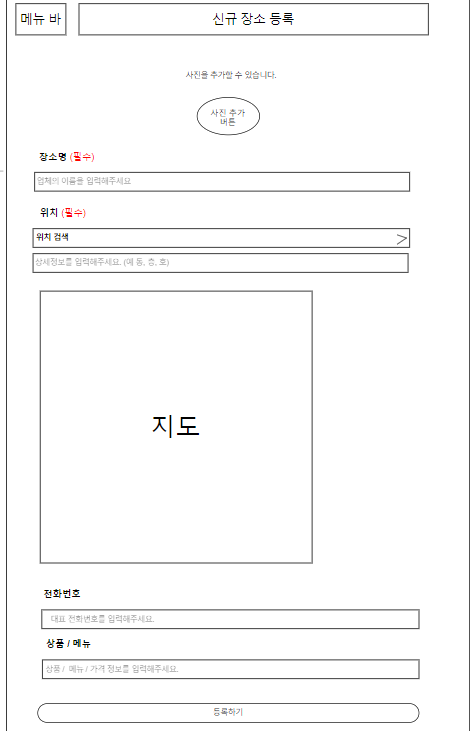 메뉴 바
신규 장소 등록
사진을 추가할 수 있습니다.
사진 추가
버튼
장소명 (필수)
업체의 이름을 입력해주세요
위치 (필수)
위치 검색
상세정보를 입력해주세요. (예 동, 층, 호)
지도
전화번호
대표 전화번호를 입력해주세요.
상품 / 메뉴
상품 / 메뉴 / 가격 정보를 입력해주세요.
등록하기